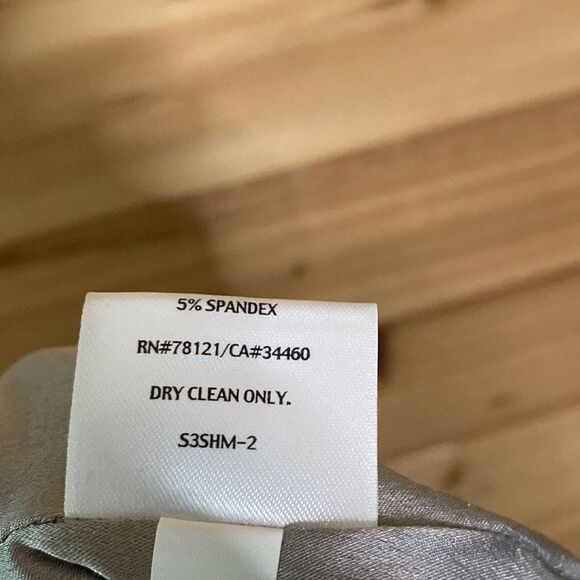 5% SPANDEX
RN#78121/CA#34460
DRY CLEAN ONLY.
S3SHM-2